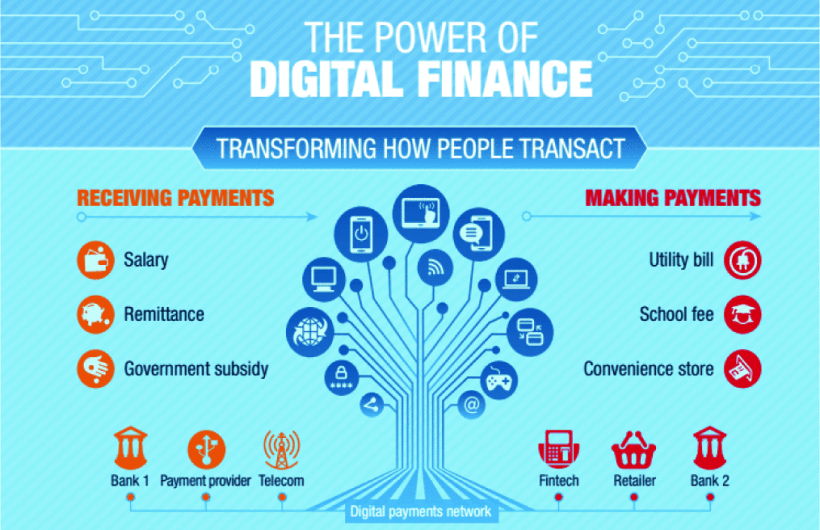 THE POWER OF
DIGITAL FINANCE
TRANSFORMING HOW PEOPLE TRANSACT
RECEIVING PAYMENTS
Salary
Remittance
Government subsidy
MAKING PAYMENTS
Utility bill
School fee
Convenience store
****
@
Bank 1
Payment provider
Telecom
Fintech
Retailer
Bank 2
Digital payments network